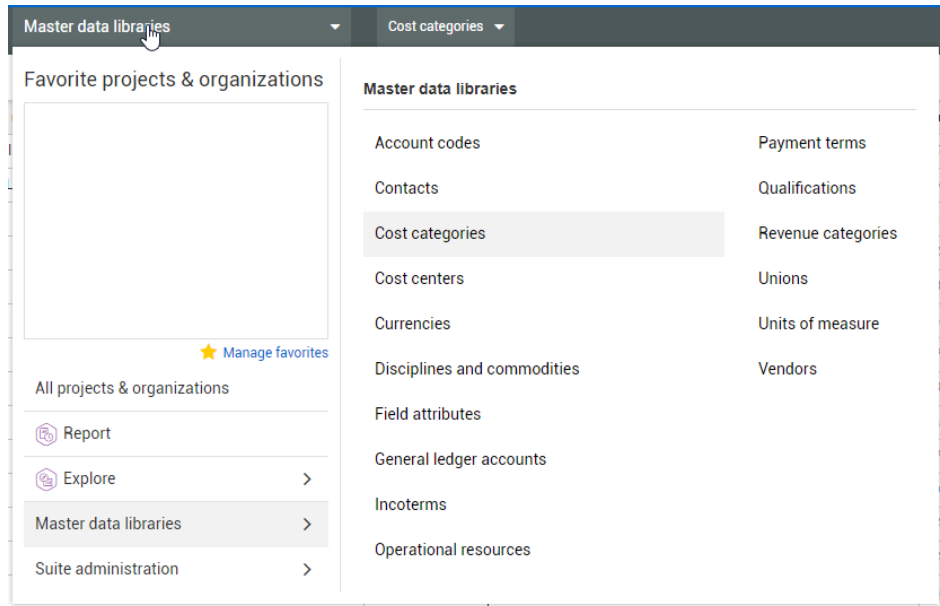 Master data libraries
Cost categories
Favorite projects & organizations
Manage favorites
All projects & organizations
Report
Explore
Master data libraries
Suite administration
Master data libraries
Account codes
Contacts
Cost categories
Cost centers
Currencies
Disciplines and commodities
Field attributes
General ledger accounts
Incoterms
Operational resources
Payment terms
Qualifications
Revenue categories
Unions
Units of measure
Vendors